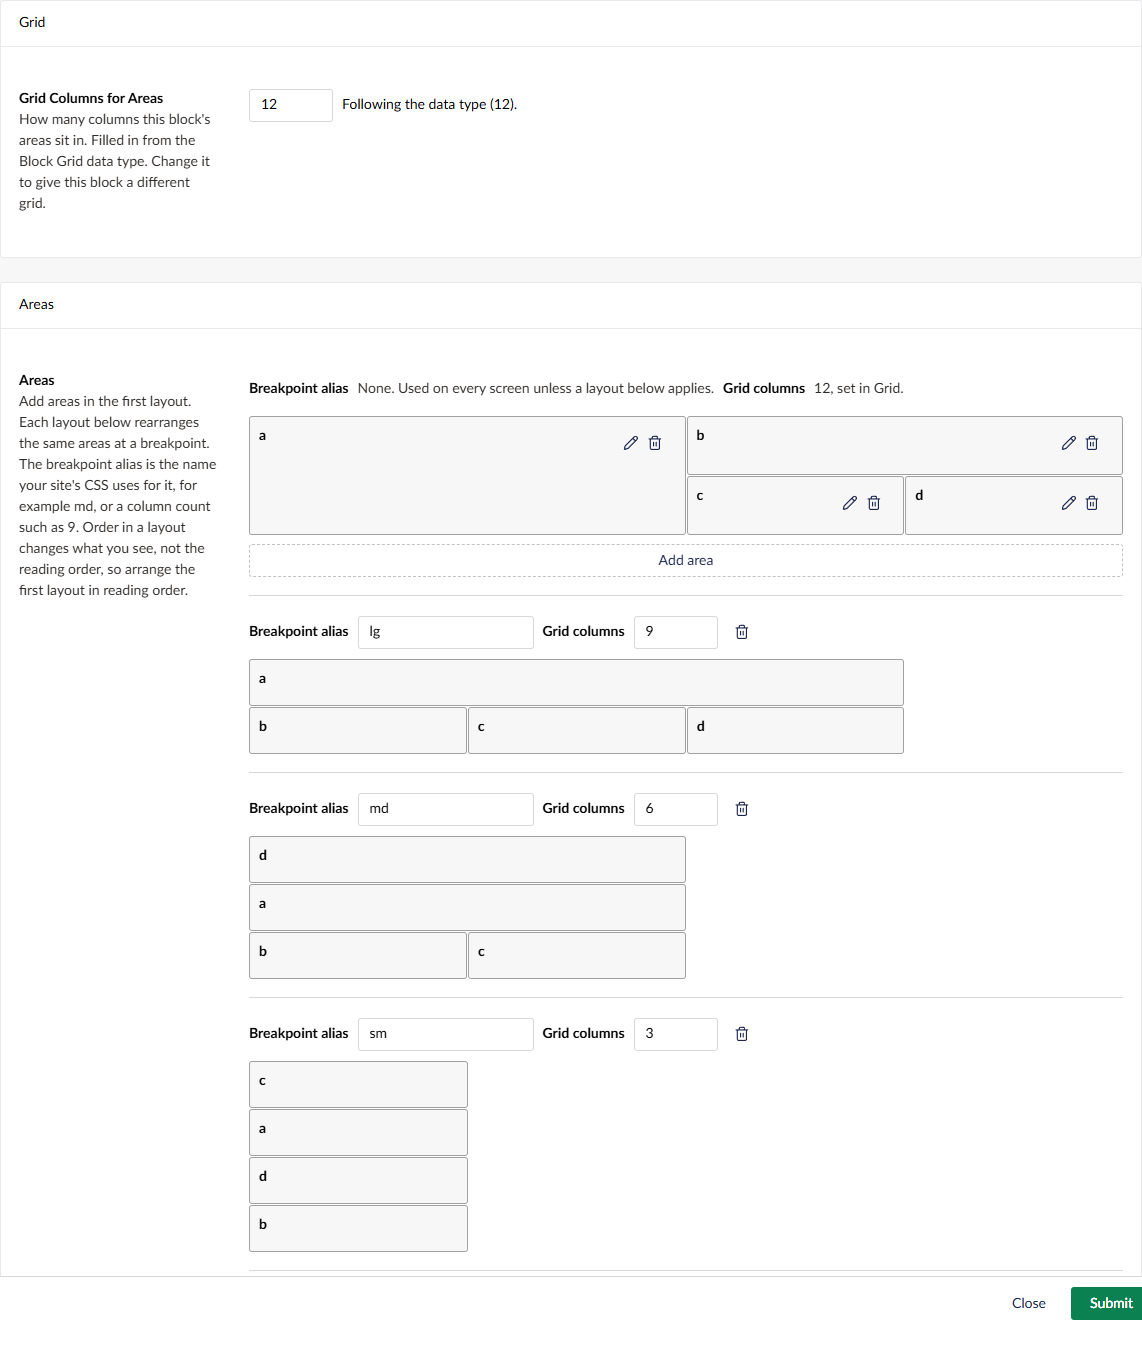 Grid
Grid Columns for Areas
How many columns this block's
areas sit in. Filled in from the
Block Grid data type. Change it
to give this block a different
grid.
12 Following the data type (12).
Areas
Areas
Add areas in the first layout.
Each layout below rearranges
the same areas at a breakpoint.
The breakpoint alias is the name
your site's CSS uses for it, for
example md, or a column count
such as 9. Order in a layout
changes what you see, not the
reading order, so arrange the
first layout in reading order.
Breakpoint alias None. Used on every screen unless a layout below applies. Grid columns 12, set in Grid.
a b
c d
Add area
Breakpoint alias lg Grid columns 9
a
b c d
Breakpoint alias md Grid columns 6
d
a
b c
Breakpoint alias sm Grid columns 3
c
a
d
b
Close Submit